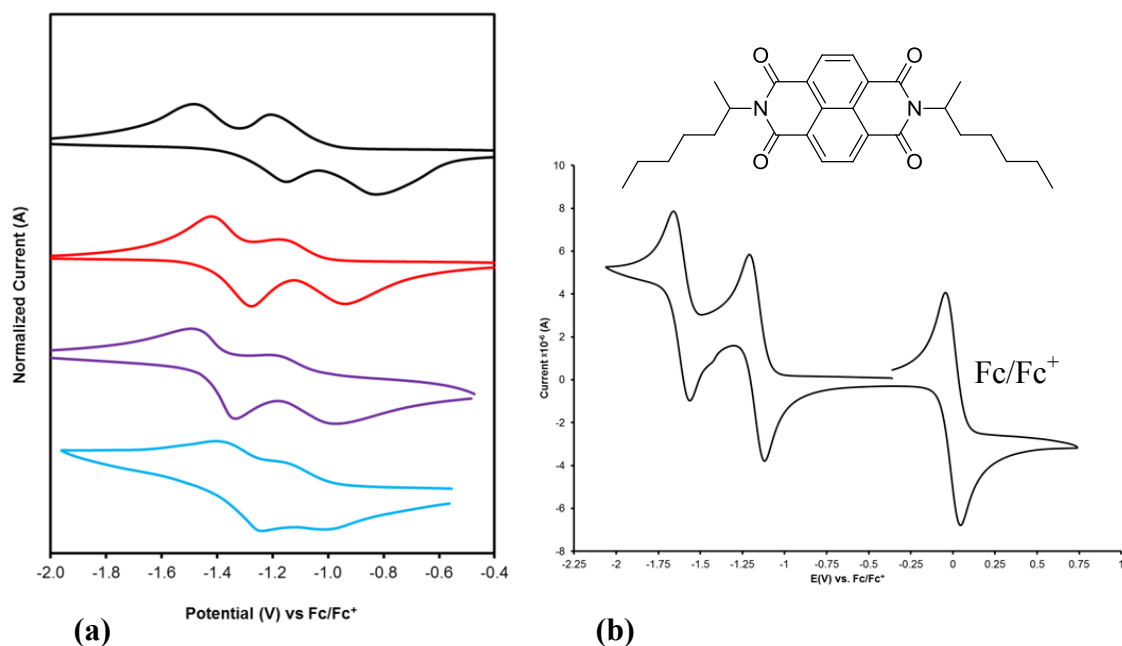 Normalized Current (A)
-2.0 -1.8 -1.6 -1.4 -1.2 -1.0 -0.8 -0.6 -0.4
Potential (V) vs Fc/Fc⁺
(a)
O O
N N
O O
10
8
6
4
2
0
-2
-4
-6
-8
Current x10⁻⁶ (A)
Fc/Fc⁺
-2.25 -2 -1.75 -1.5 -1.25 -1 -0.75 -0.5 -0.25 0 0.25 0.5 0.75 1
E(V) vs. Fc/Fc⁺
(b)